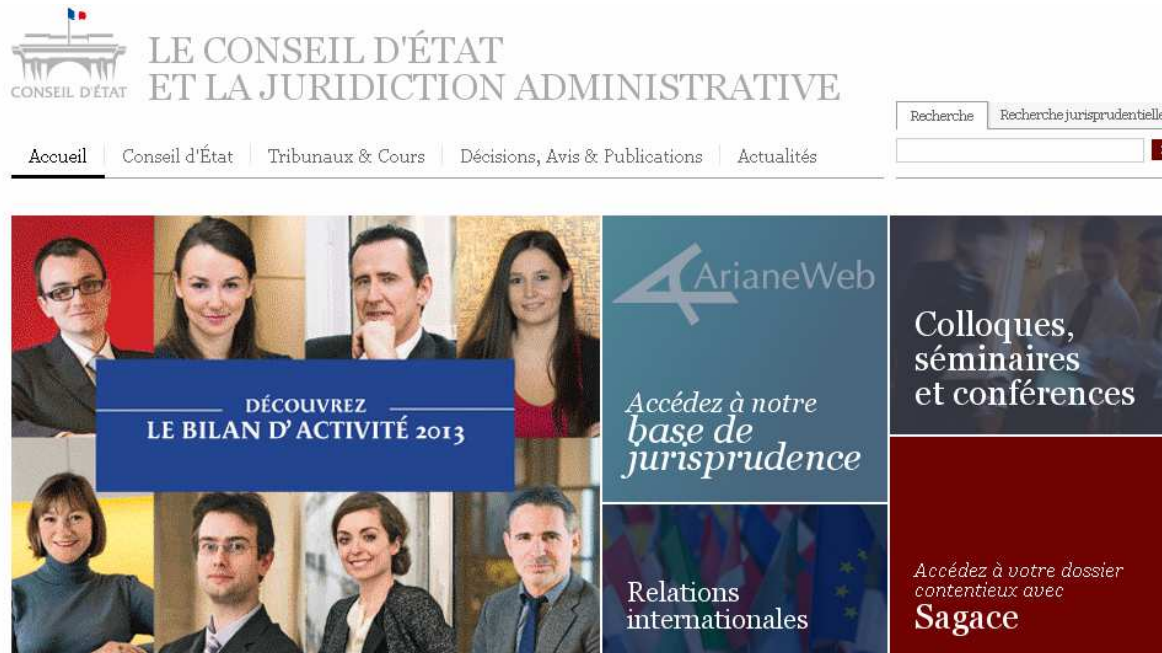 CONSEIL D'ÉTAT
LE CONSEIL D'ÉTAT
ET LA JURIDICTION ADMINISTRATIVE
Recherche
Recherche jurisprudentielle
Accueil
Conseil d'État
Tribunaux & Cours
Décisions, Avis & Publications
Actualités
DÉCOUVREZ
LE BILAN D'ACTIVITÉ 2013
ArianeWeb
Accédez à notre
base de
jurisprudence
Colloques,
séminaires
et conférences
Relations
internationales
Accédez à votre dossier
contentieux avec
Sagace